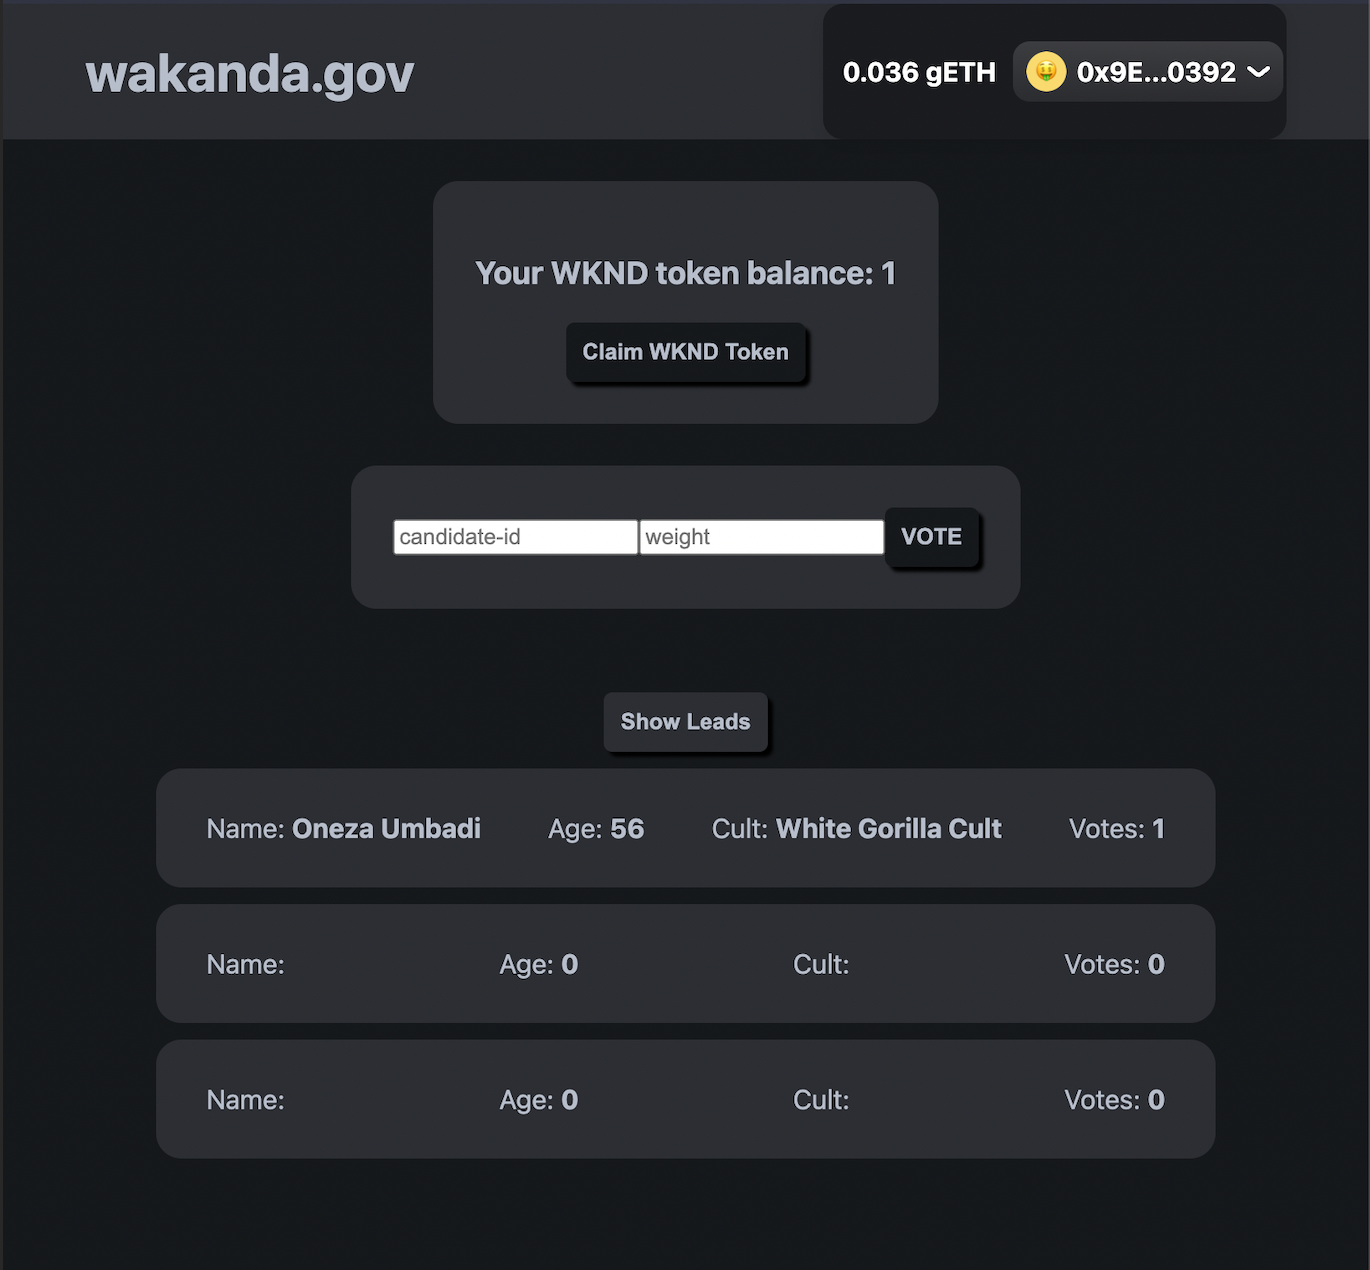 wakanda.gov
0.036 gETH 0x9E...0392
Your WKND token balance: 1
Claim WKND Token
candidate-id weight VOTE
Show Leads
Name: Oneza Umbadi Age: 56 Cult: White Gorilla Cult Votes: 1
Name: Age: 0 Cult: Votes: 0
Name: Age: 0 Cult: Votes: 0